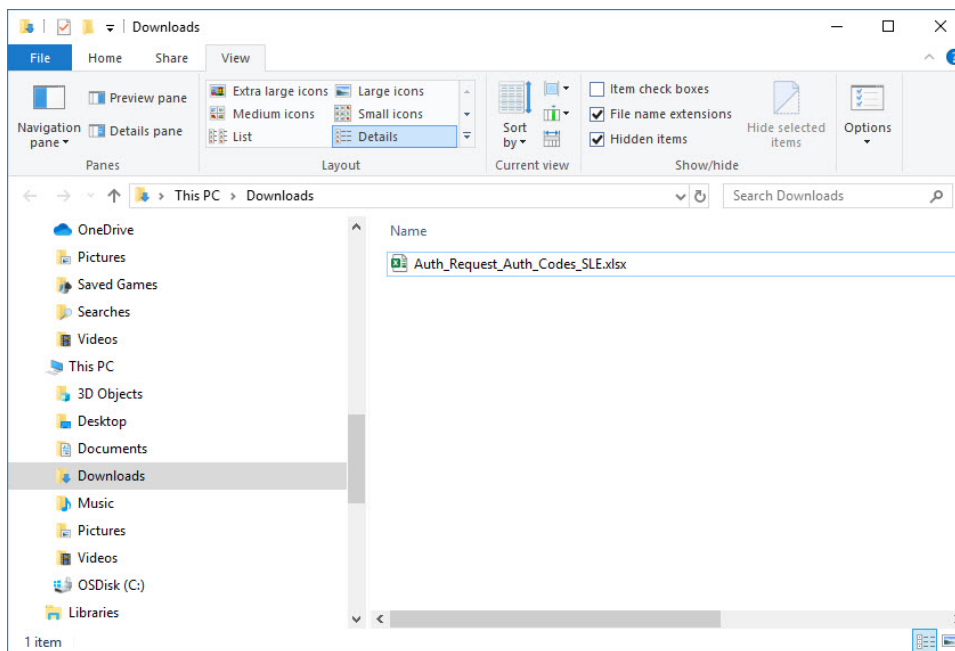 Downloads
File Home Share View
Navigation pane
Preview pane
Details pane
Panes
Extra large icons Large icons
Medium icons Small icons
List Details
Layout
Sort by
Current view
Item check boxes
File name extensions
Hidden items
Hide selected items
Show/hide
Options
This PC > Downloads
Search Downloads
OneDrive
Pictures
Saved Games
Searches
Videos
This PC
3D Objects
Desktop
Documents
Downloads
Music
Pictures
Videos
OSDisk (C:)
Libraries
Name
Auth_Request_Auth_Codes_SLE.xlsx
1 item